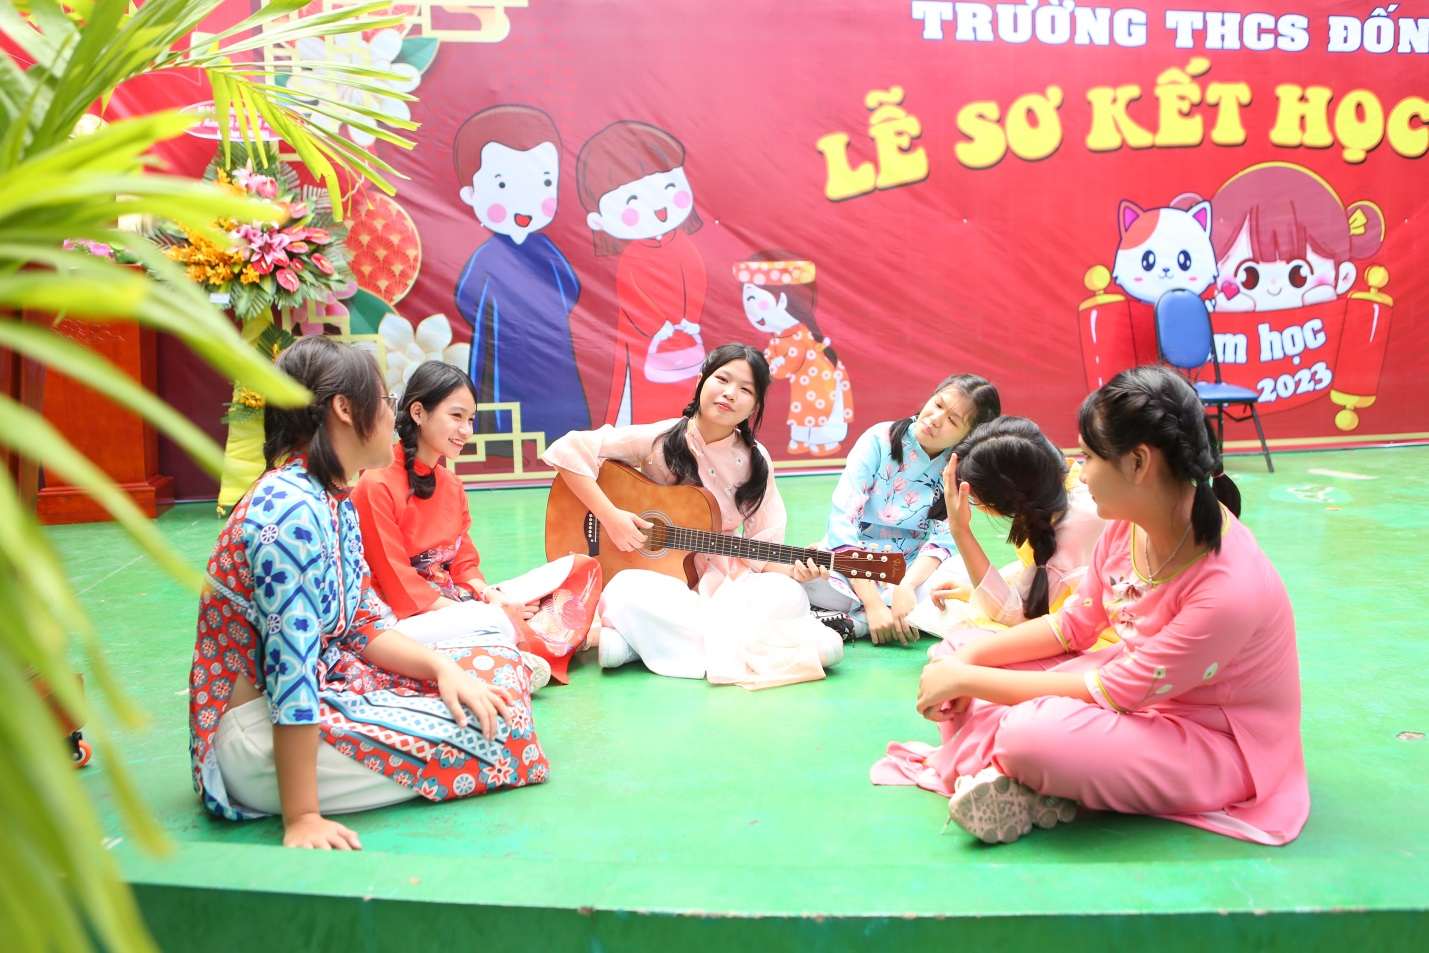 TRƯỜNG THCS ĐỐN
LỄ SƠ KẾT HỌC
học
2023